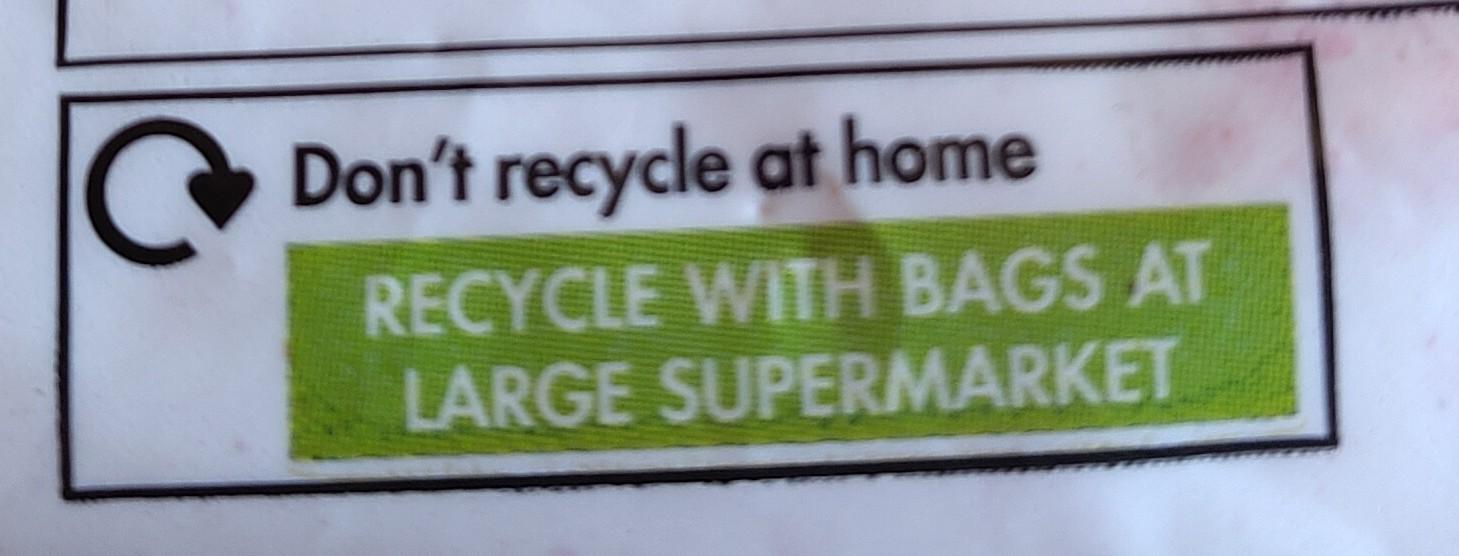 Don't recycle at home
RECYCLE WITH BAGS AT
LARGE SUPERMARKET